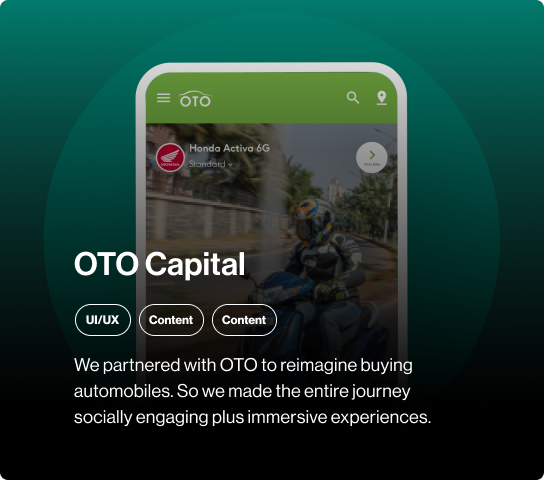 OTO
Honda Activa 6G
Standard
HONDA
OTO Capital
UI/UX
Content
Content
We partnered with OTO to reimagine buying
automobiles. So we made the entire journey
socially engaging plus immersive experiences.